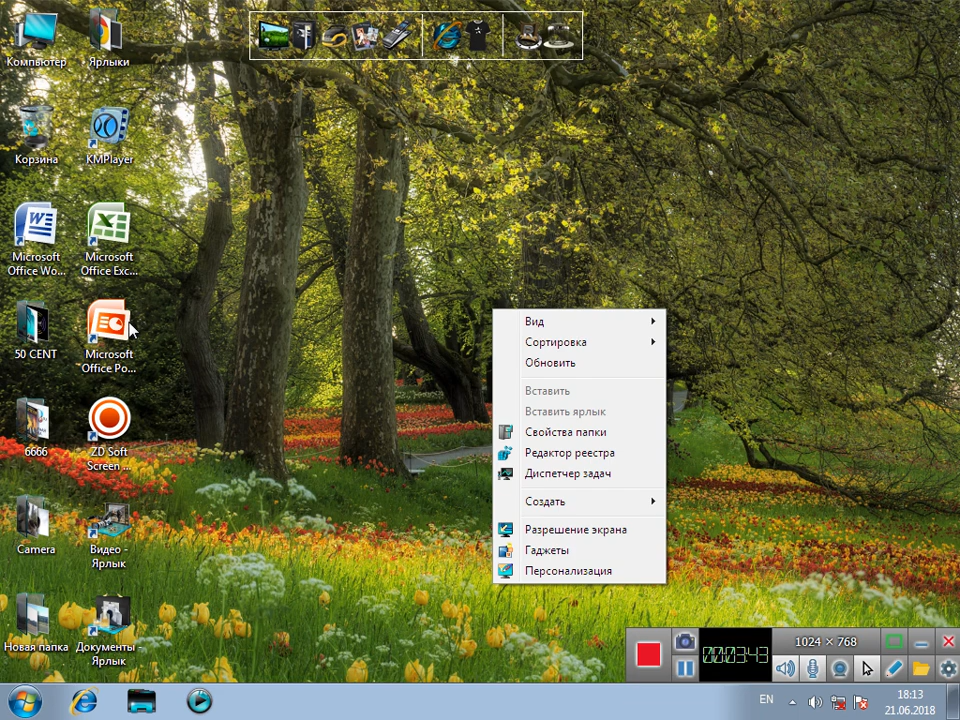 Компьютер
Ярлыки
Корзина
KMPlayer
Microsoft
Office Wo...
Microsoft
Office Exc...
50 CENT
Microsoft
Office Po...
6666
ZD Soft
Screen ...
Camera
Видео -
Ярлык
Новая папка
Документы -
Ярлык
Вид
Сортировка
Обновить
Вставить
Вставить ярлык
Свойства папки
Редактор реестра
Диспетчер задач
Создать
Разрешение экрана
Гаджеты
Персонализация
1024 × 768
00:03:43
EN
18:13
21.06.2018